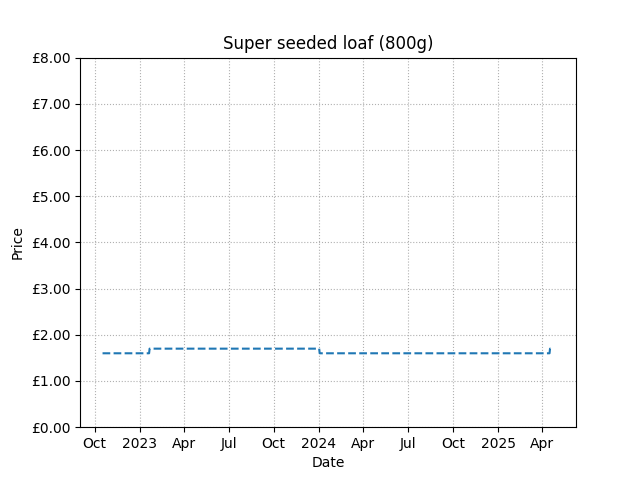 Super seeded loaf (800g)
£8.00
£7.00
£6.00
£5.00
£4.00
£3.00
£2.00
£1.00
£0.00
Price
Oct 2023 Apr Jul Oct 2024 Apr Jul Oct 2025 Apr
Date